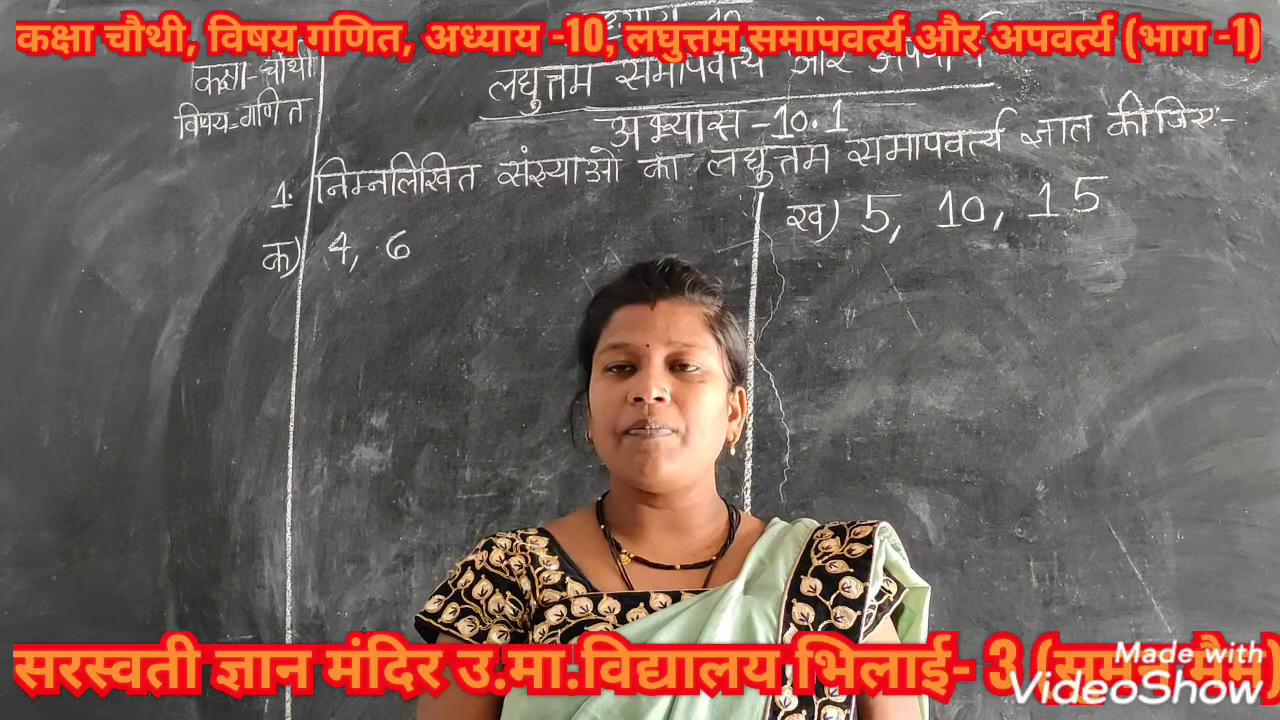 कक्षा चौथी, विषय गणित, अध्याय -10, लघुत्तम समापवर्त्य और अपवर्त्य (भाग -1)
कक्षा - चौथी
विषय - गणित
लघुत्तम समापवर्त्य और अपवर्त्य
अभ्यास - 10.1
1. निम्नलिखित संख्याओ का लघुत्तम समापवर्त्य ज्ञात कीजिए:-
क) 4, 6
ख) 5, 10, 15
सरस्वती ज्ञान मंदिर उ.मा.विद्यालय भिलाई- 3
Made with
VideoShow